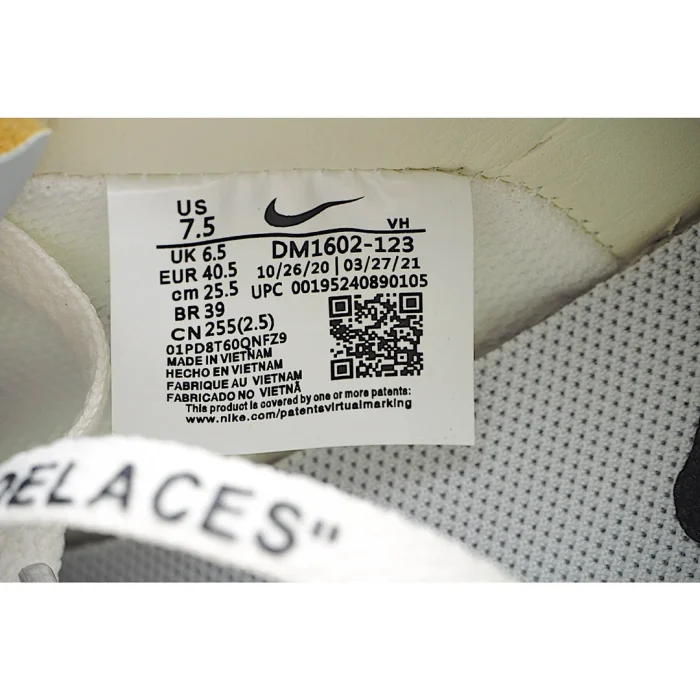 US
7.5
VH
UK 6.5
DM1602-123
EUR 40.5
10/26/20 | 03/27/21
cm 25.5
UPC 00195240890105
BR 39
CN 255(2.5)
01PD8T60QNFZ9
MADE IN VIETNAM
HECHO EN VIETNAM
FABRIQUE AU VIETNAM
FABRICADO NO VIETNÃ
This product is covered by one or more patents:
www.nike.com/patentsvirtualmarking
OELACES"